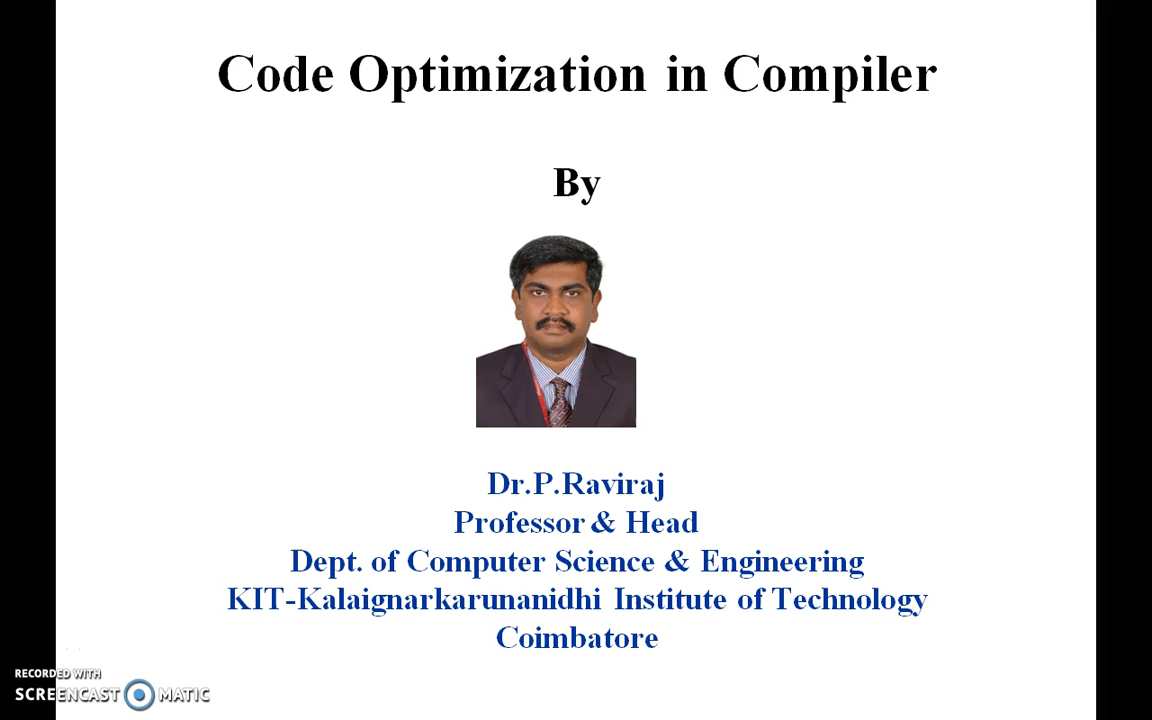 Code Optimization in Compiler
By
Dr.P.Raviraj
Professor & Head
Dept. of Computer Science & Engineering
KIT-Kalaignarkarunanidhi Institute of Technology
Coimbatore
RECORDED WITH
SCREENCAST MATIC